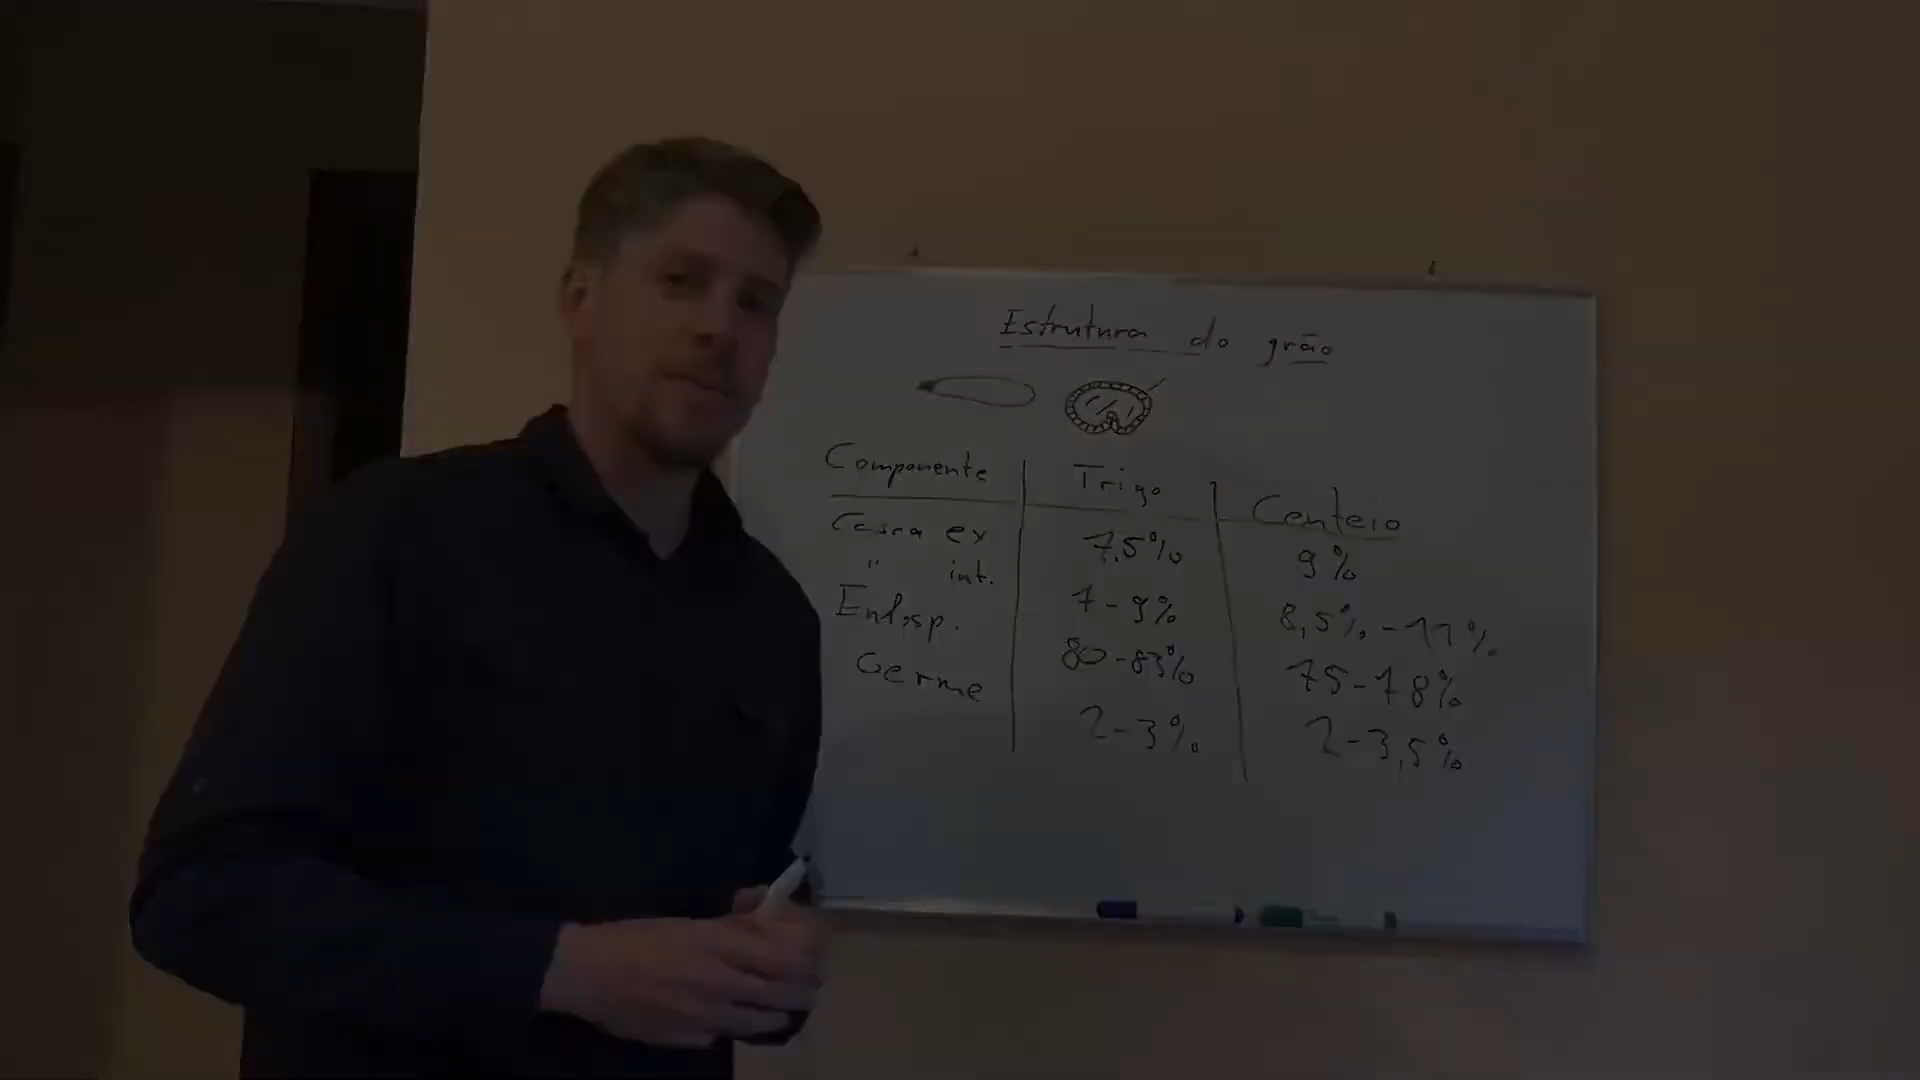 Estrutura do grão
Componente Trigo Centeio
Casca ex 7,5% 9%
" int. 7-9% 8,5%-11%
Endosp. 80-83% 75-78%
Germe 2-3% 2-3,5%